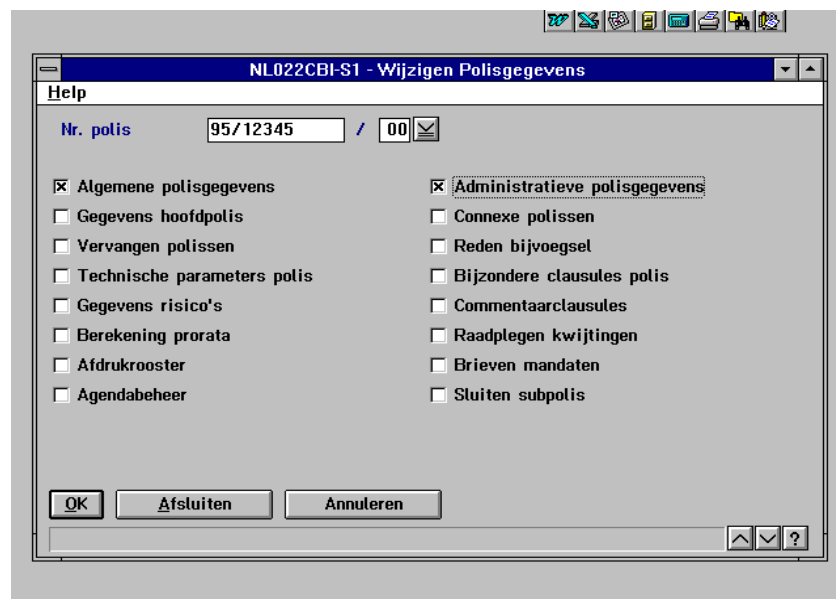 NL022CBI-S1 - Wijzigen Polisgegevens
Help
Nr. polis 95/12345 / 00
Algemene polisgegevens Administratieve polisgegevens
Gegevens hoofdpolis Connexe polissen
Vervangen polissen Reden bijvoegsel
Technische parameters polis Bijzondere clausules polis
Gegevens risico's Commentaarclausules
Berekening prorata Raadplegen kwijtingen
Afdrukrooster Brieven mandaten
Agendabeheer Sluiten subpolis
OK Afsluiten Annuleren
?